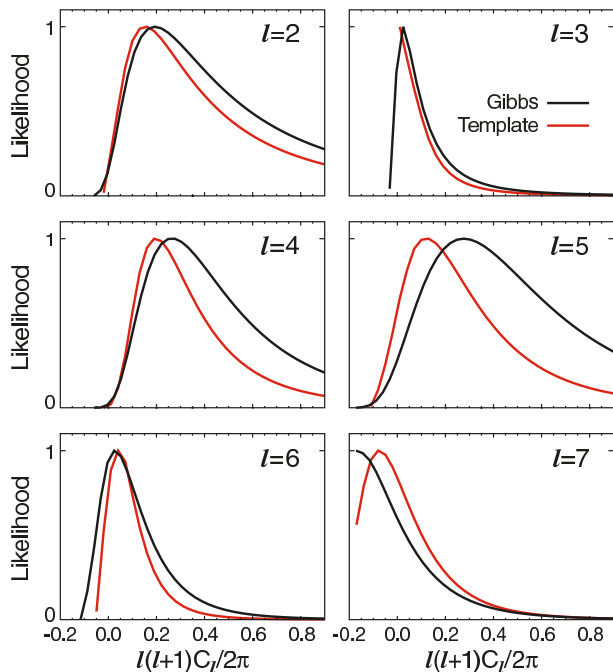 1
l=2
Likelihood
0
l=3
Gibbs
Template
1
l=4
Likelihood
0
l=5
1
l=6
Likelihood
0
l=7
-0.2 0.0 0.2 0.4 0.6 0.8
-0.2 0.0 0.2 0.4 0.6 0.8
l(l+1)C_l/2π
l(l+1)C_l/2π